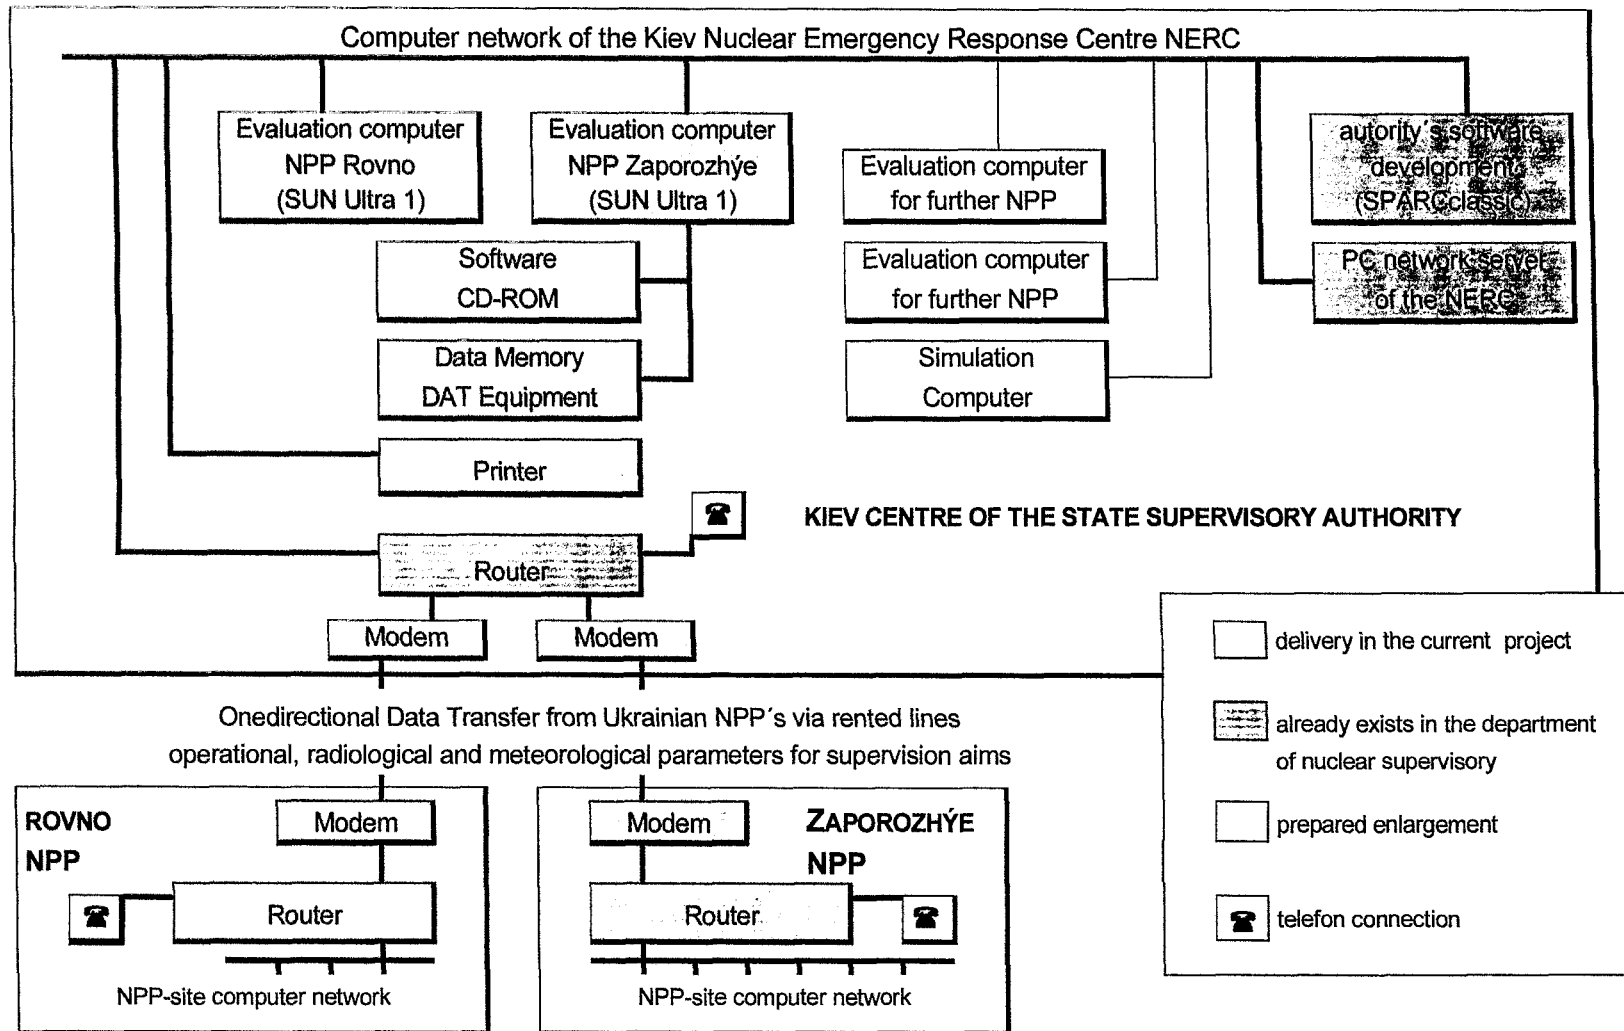 Computer network of the Kiev Nuclear Emergency Response Centre NERC
Evaluation computer
NPP Rovno
(SUN Ultra 1)
Evaluation computer
NPP Zaporozhýe
(SUN Ultra 1)
Evaluation computer
for further NPP
autority´s software
development
(SPARCclassic)
Software
CD-ROM
Evaluation computer
for further NPP
PC network server
of the NERC
Data Memory
DAT Equipment
Simulation
Computer
Printer
KIEV CENTRE OF THE STATE SUPERVISORY AUTHORITY
Router
Modem
Modem
Onedirectional Data Transfer from Ukrainian NPP´s via rented lines
operational, radiological and meteorological parameters for supervision aims
ROVNO
NPP
Modem
Router
NPP-site computer network
Modem
ZAPOROZHÝE
NPP
Router
NPP-site computer network
delivery in the current project
already exists in the department
of nuclear supervisory
prepared enlargement
telefon connection